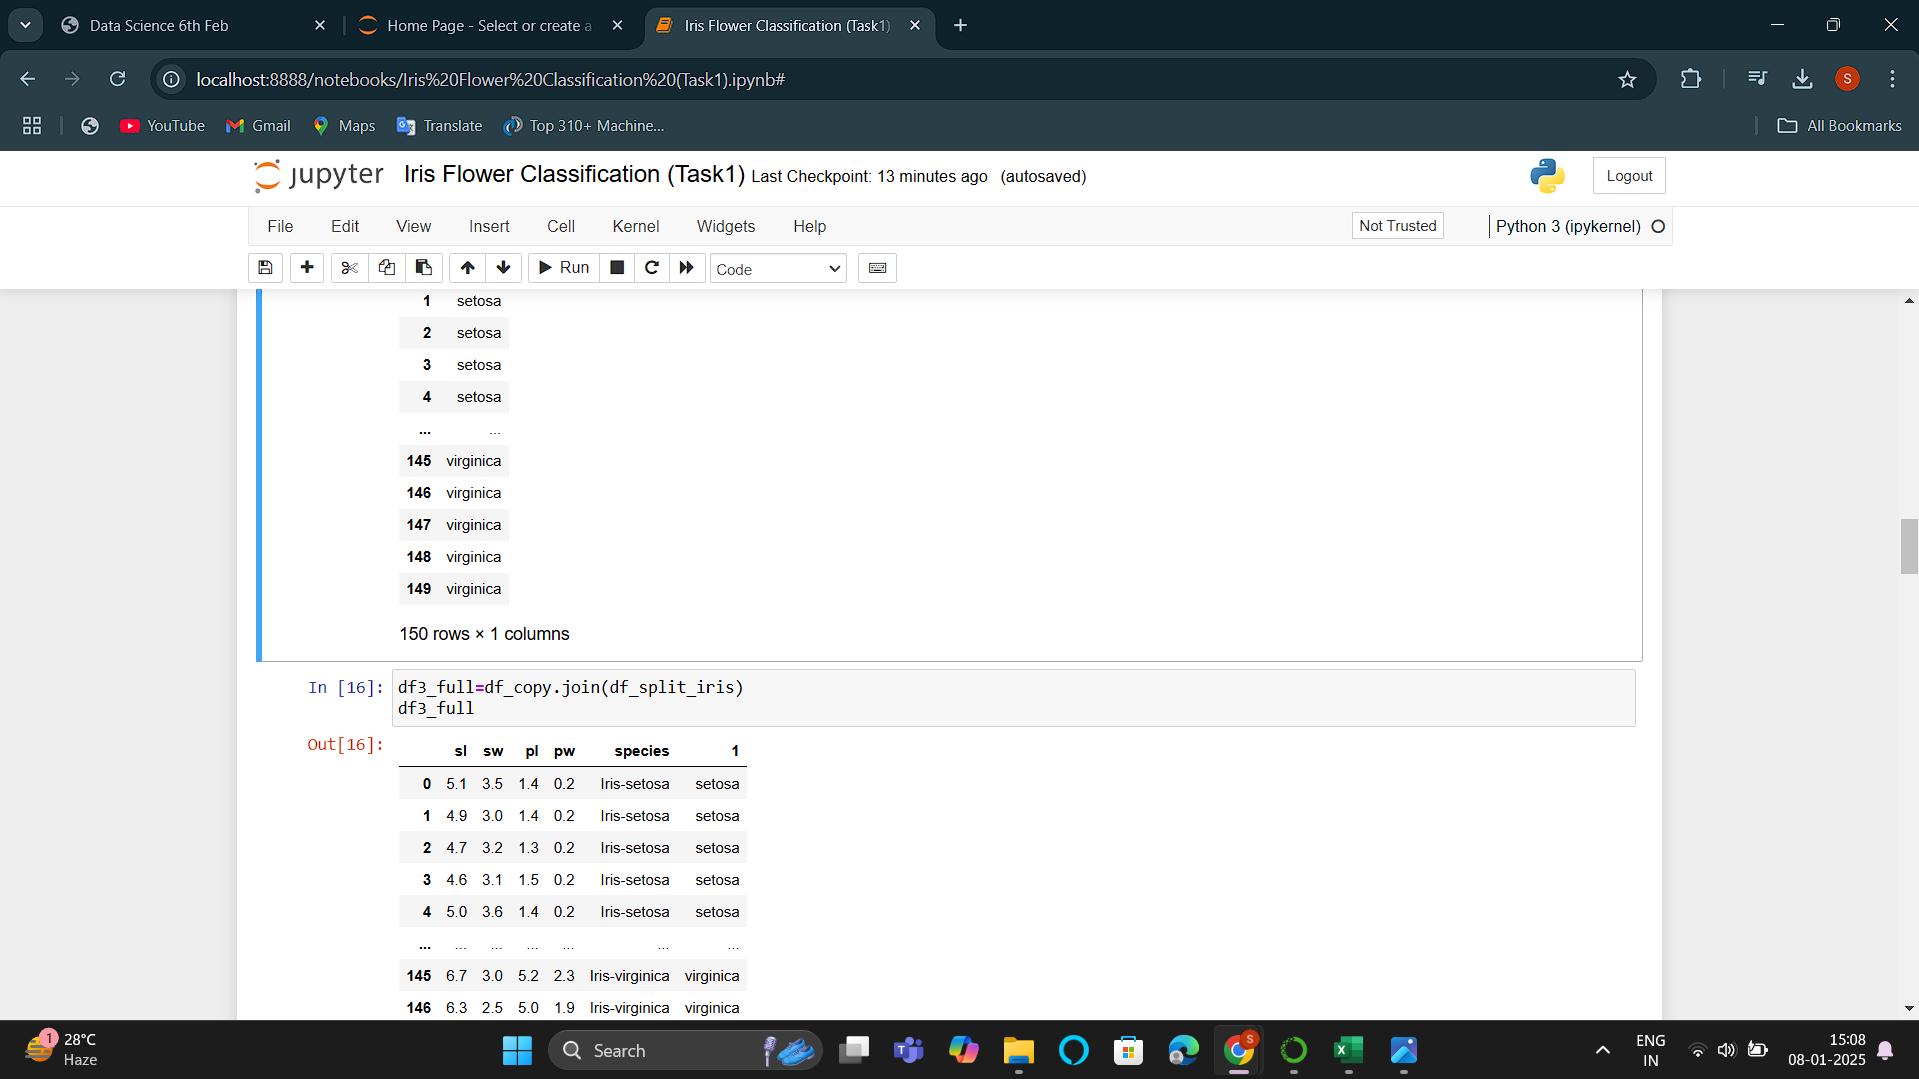 Data Science 6th Feb
Home Page - Select or create a
Iris Flower Classification (Task1)
localhost:8888/notebooks/Iris%20Flower%20Classification%20(Task1).ipynb#
S
YouTube
Gmail
Maps
Translate
Top 310+ Machine...
All Bookmarks
jupyter Iris Flower Classification (Task1) Last Checkpoint: 13 minutes ago (autosaved)
Logout
File Edit View Insert Cell Kernel Widgets Help
Not Trusted
Python 3 (ipykernel)
Run
Code
1 setosa
2 setosa
3 setosa
4 setosa
... ...
145 virginica
146 virginica
147 virginica
148 virginica
149 virginica
150 rows × 1 columns
In [16]: df3_full=df_copy.join(df_split_iris)
df3_full
Out[16]:
sl sw pl pw species 1
0 5.1 3.5 1.4 0.2 Iris-setosa setosa
1 4.9 3.0 1.4 0.2 Iris-setosa setosa
2 4.7 3.2 1.3 0.2 Iris-setosa setosa
3 4.6 3.1 1.5 0.2 Iris-setosa setosa
4 5.0 3.6 1.4 0.2 Iris-setosa setosa
... ... ... ... ... ... ...
145 6.7 3.0 5.2 2.3 Iris-virginica virginica
146 6.3 2.5 5.0 1.9 Iris-virginica virginica
1
28°C
Haze
Search
S
ENG
IN
15:08
08-01-2025